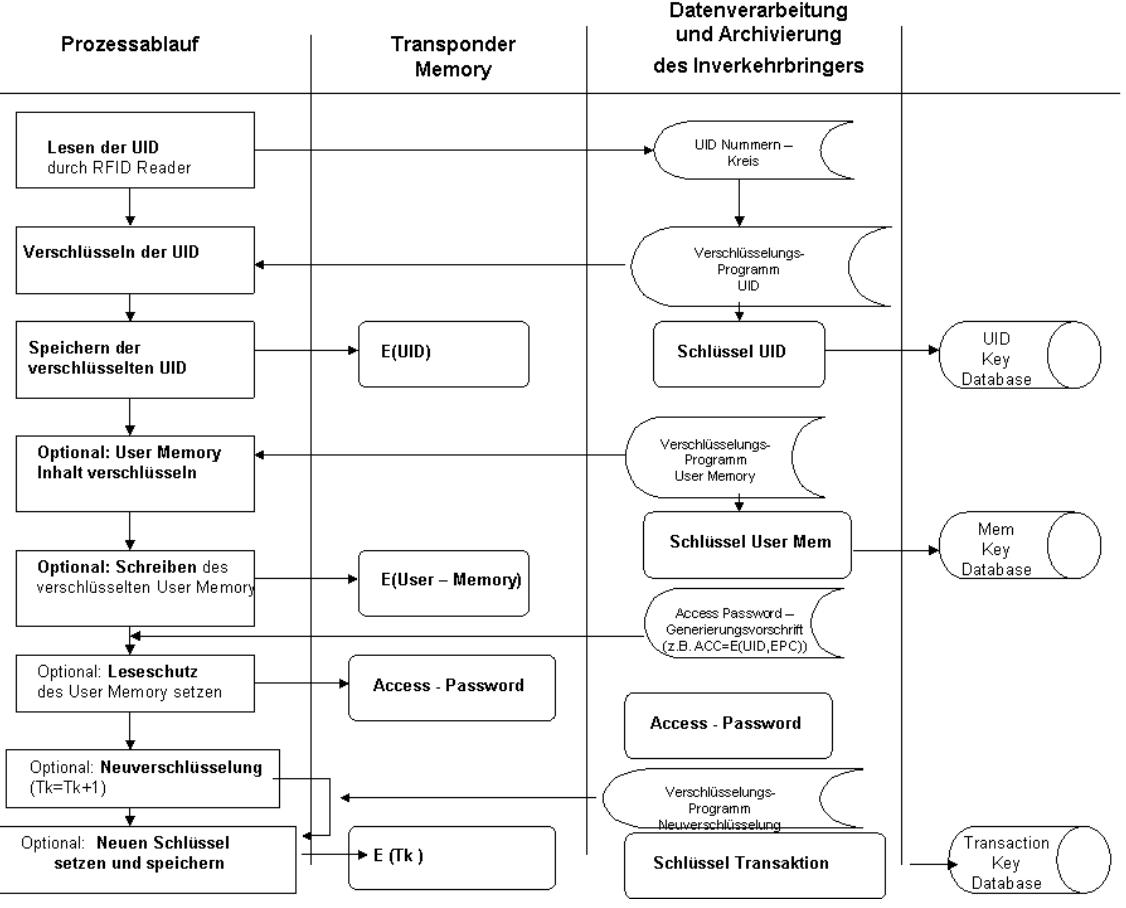 Prozessablauf
Transponder
Memory
Datenverarbeitung
und Archivierung
des Inverkehrbringers
Lesen der UID
durch RFID Reader
UID Nummern –
Kreis
Verschlüsseln der UID
Verschlüsselungs-
Programm
UID
Speichern der
verschlüsselten UID
E(UID)
Schlüssel UID
UID
Key
Database
Optional: User Memory
Inhalt verschlüseln
Verschlüsselungs-
Programm
User Memory
Schlüssel User Mem
Mem
Key
Database
Optional: Schreiben des
verschlüsselten User Memory
E(User – Memory)
Access Password –
Generierungsvorschrift
(z.B. ACC=E(UID,EPC))
Optional: Leseschutz
des User Memory setzen
Access - Password
Access - Password
Optional: Neuverschlüsselung
(Tk=Tk+1)
Verschlüsselungs-
Programm
Neuverschlüsselung
Optional: Neuen Schlüssel
setzen und speichern
E (Tk )
Schlüssel Transaktion
Transaction
Key
Database